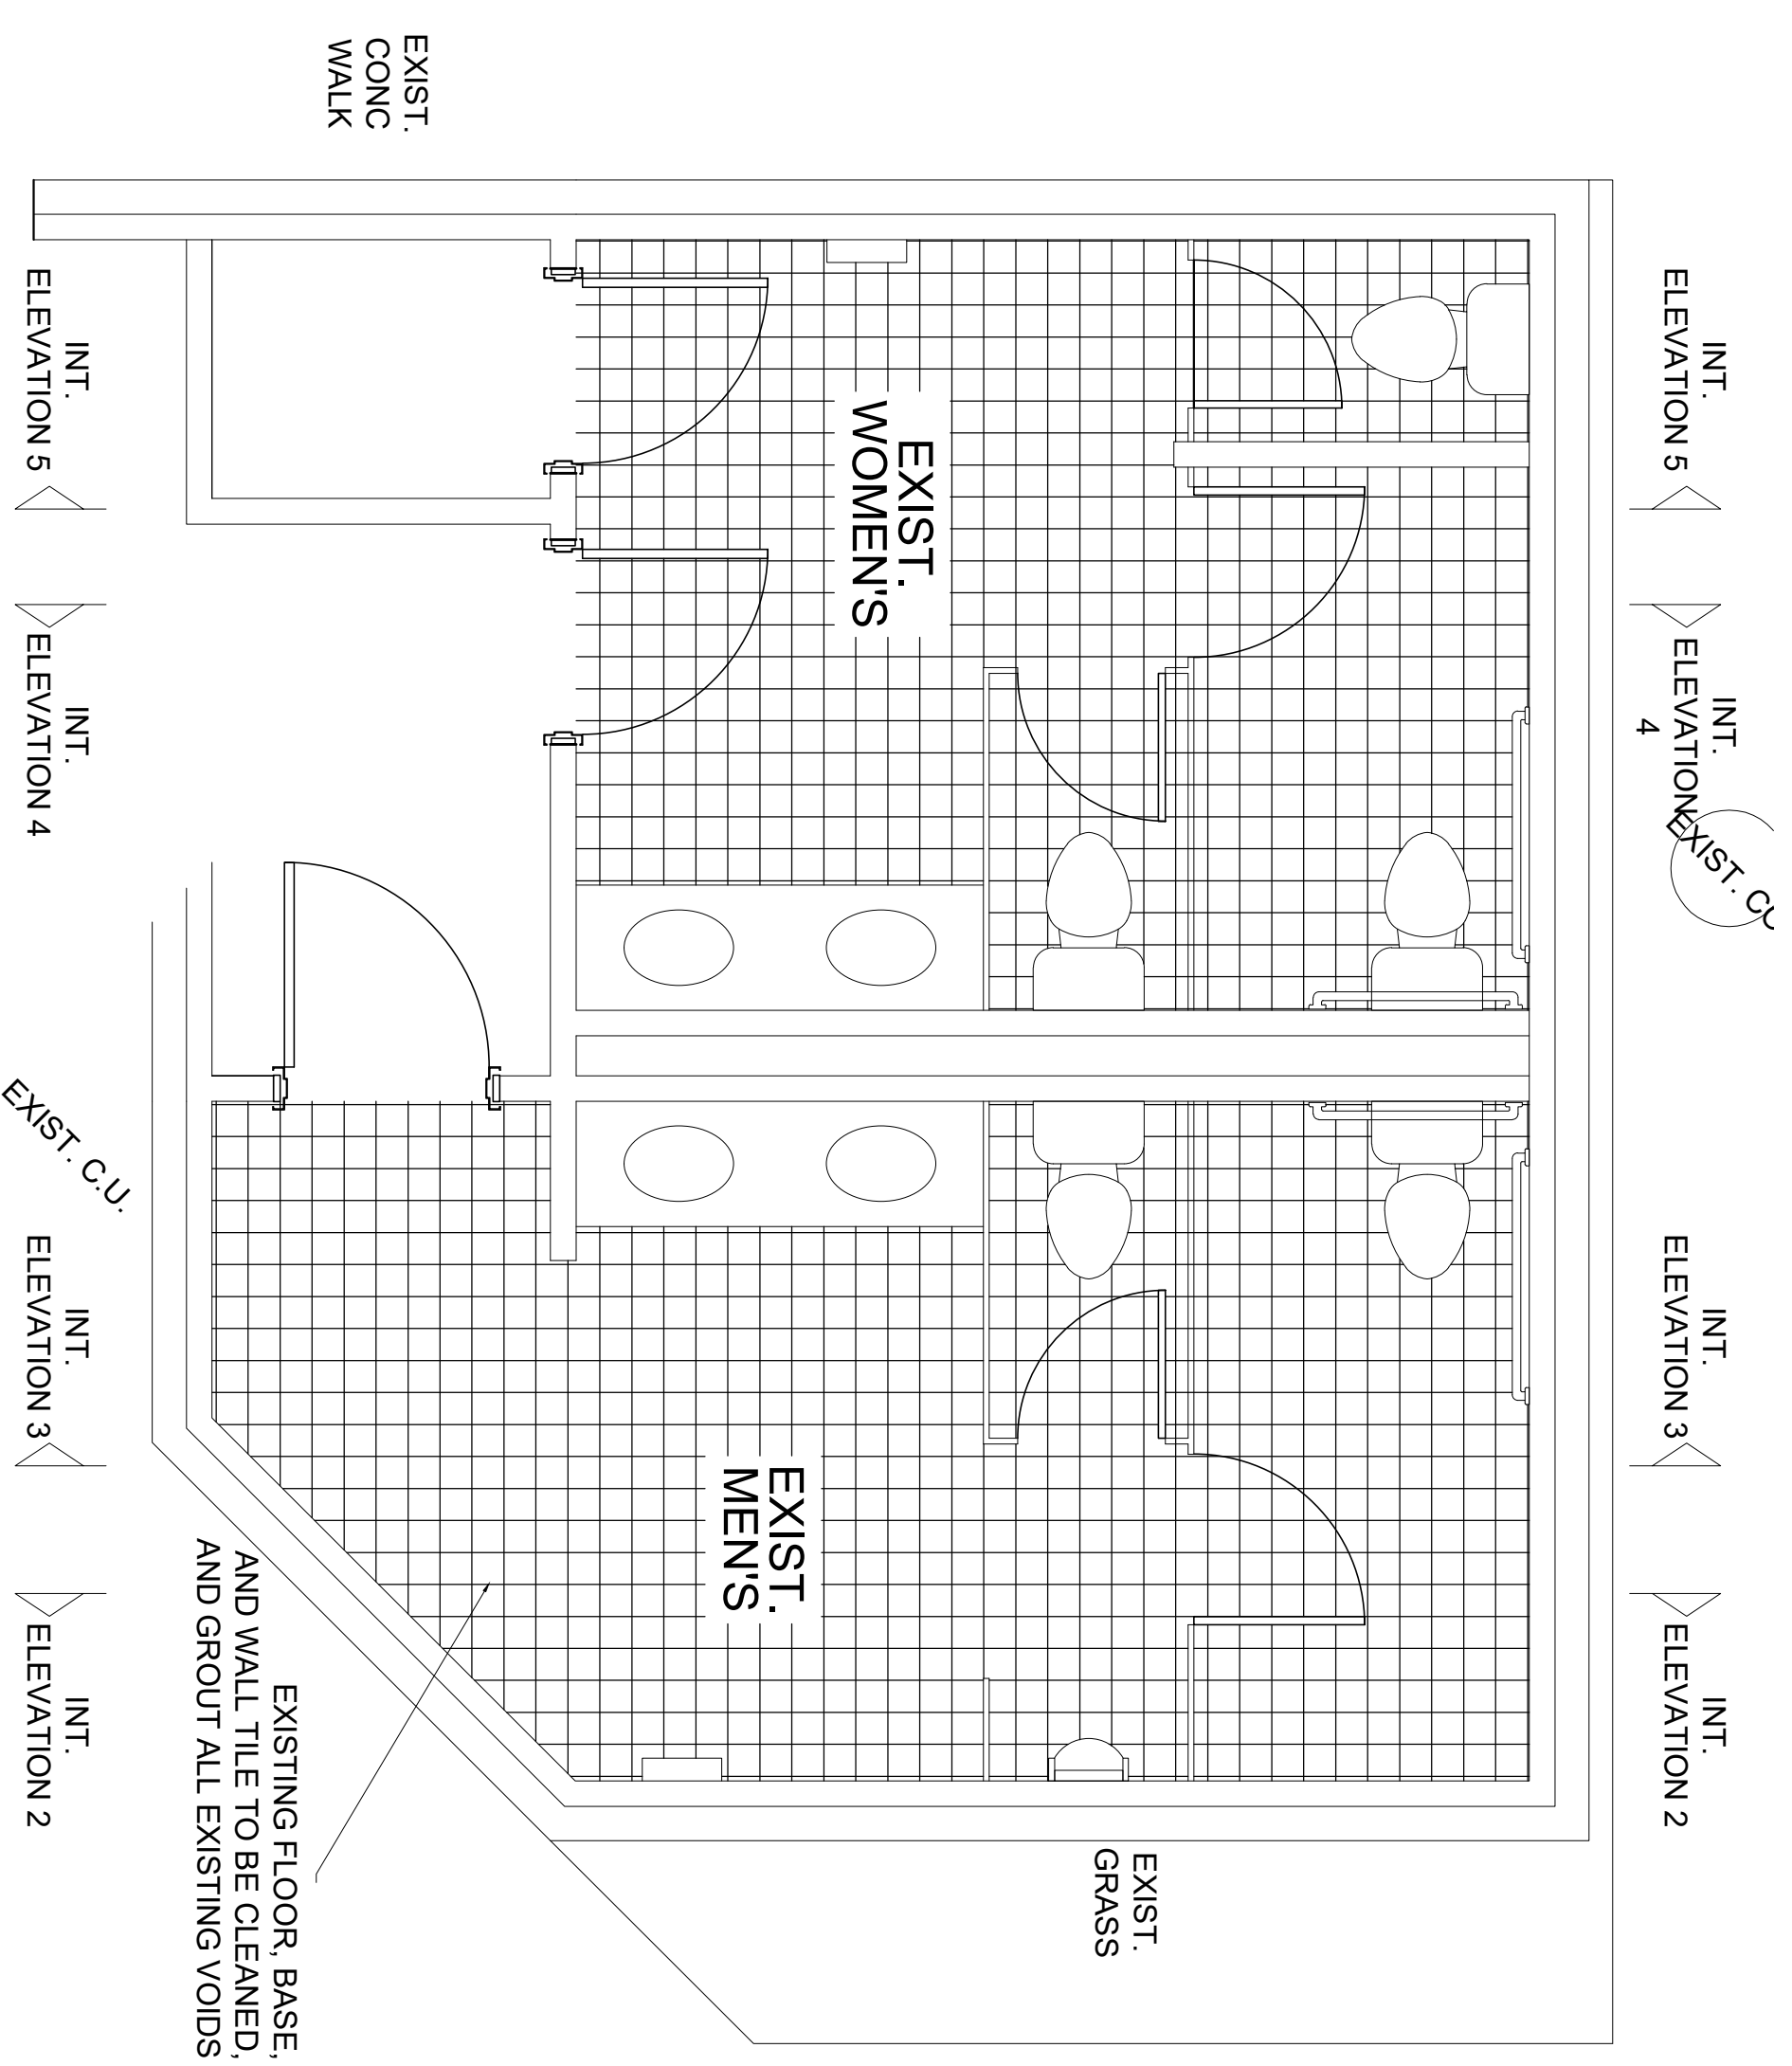 EXIST.
CONC
WALK
INT.
ELEVATION 5
INT.
ELEVATION 4
INT.
ELEVATION 3
INT.
ELEVATION 2
INT.
ELEVATION 5
INT.
ELEVATION
4
INT.
ELEVATION 3
INT.
ELEVATION 2
EXIST.
WOMEN'S
EXIST.
MEN'S
EXIST. C.U.
EXIST.
GRASS
EXISTING FLOOR, BASE,
AND WALL TILE TO BE CLEANED,
AND GROUT ALL EXISTING VOIDS
EXIST.